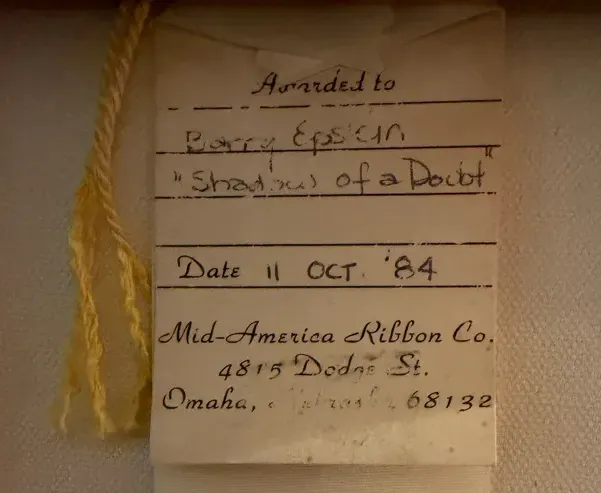 Awarded to
Barry Epstein
"Shadows of a Doubt"
Date 11 OCT. '84
Mid-America Ribbon Co.
4815 Dodge St.
Omaha, Nebraska 68132